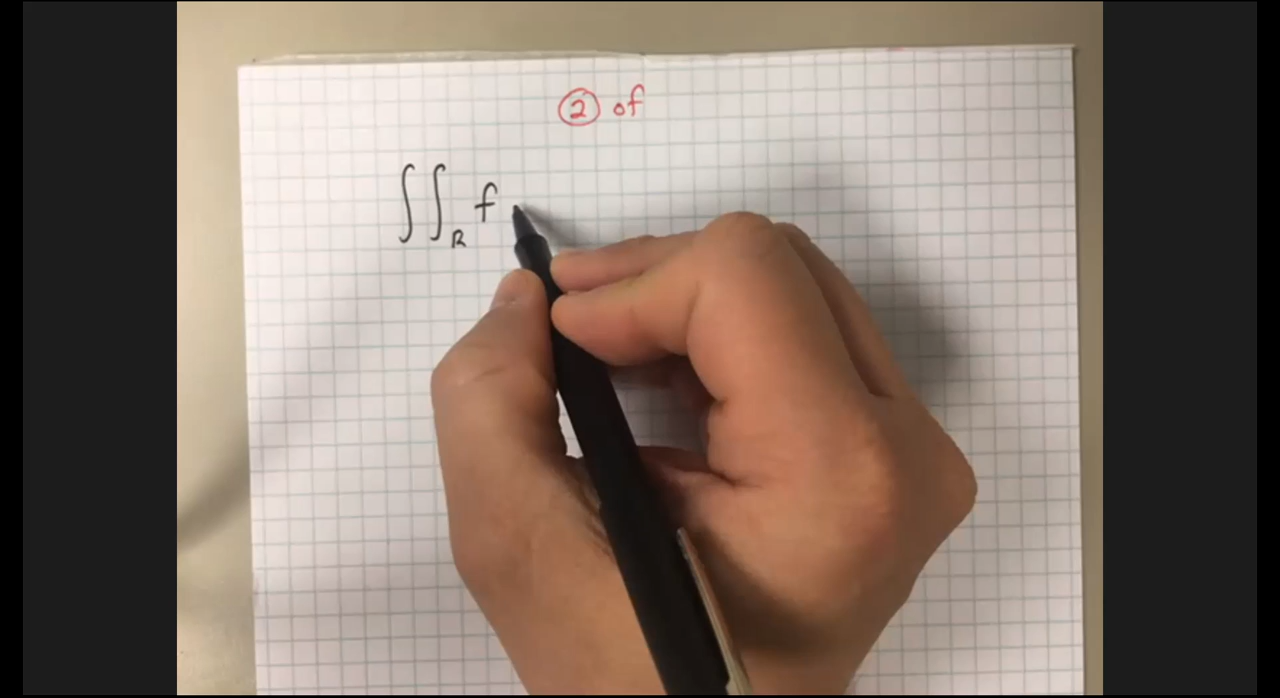 ② of
∫∫_R f